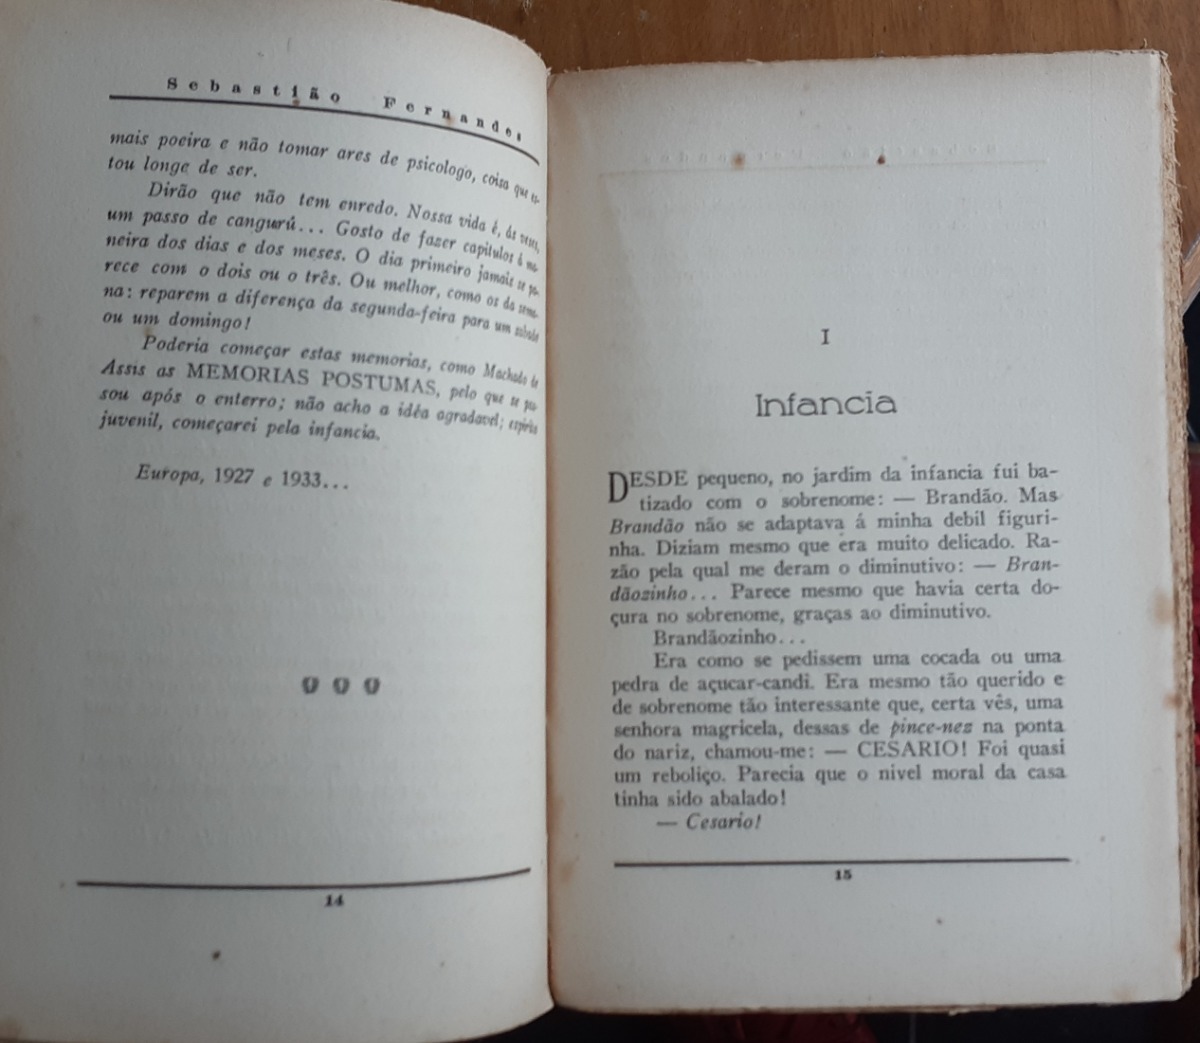 Sebastião Fernandes
mais poeira e não tomar ares de psicologo, coisa que es-
tou longe de ser.
Dirão que não tem enredo. Nossa vida é, ás veses,
um passo de cangurú... Gosto de fazer capitulos á ma-
neira dos dias e dos meses. O dia primeiro jamais se pa-
rece com o dois ou o três. Ou melhor, como os da sema-
na: reparem a diferença da segunda-feira para um sabado
ou um domingo!
Poderia começar estas memorias, como Machado de
Assis as MEMORIAS POSTUMAS, pelo que se pas-
sou após o enterro; não acho a idéa agradavel; espirito
juvenil, começarei pela infancia.
Europa, 1927 e 1933...
14
I
Infancia
DESDE pequeno, no jardim da infancia fui ba-
tizado com o sobrenome: — Brandão. Mas
Brandão não se adaptava á minha debil figuri-
nha. Diziam mesmo que era muito delicado. Ra-
zão pela qual me deram o diminutivo: — Bran-
dãozinho... Parece mesmo que havia certa do-
çura no sobrenome, graças ao diminutivo.
Brandãozinho...
Era como se pedissem uma cocada ou uma
pedra de açucar-candi. Era mesmo tão querido e
de sobrenome tão interessante que, certa vês, uma
senhora magricela, dessas de pince-nez na ponta
do nariz, chamou-me: — CESARIO! Foi quasi
um reboliço. Parecia que o nivel moral da casa
tinha sido abalado!
— Cesario!
15